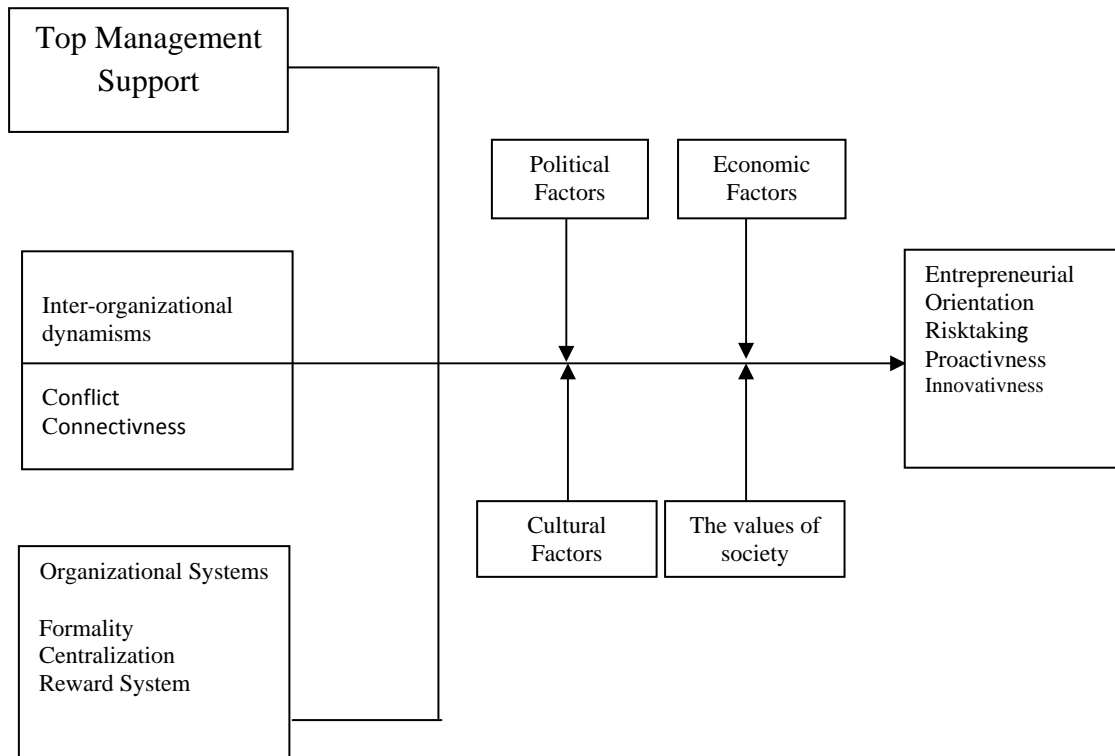 Top Management
Support
Political
Factors
Economic
Factors
Inter-organizational
dynamisms
Conflict
Connectivness
Entrepreneurial
Orientation
Risktaking
Proactivness
Innovativness
Cultural
Factors
The values of
society
Organizational Systems
Formality
Centralization
Reward System